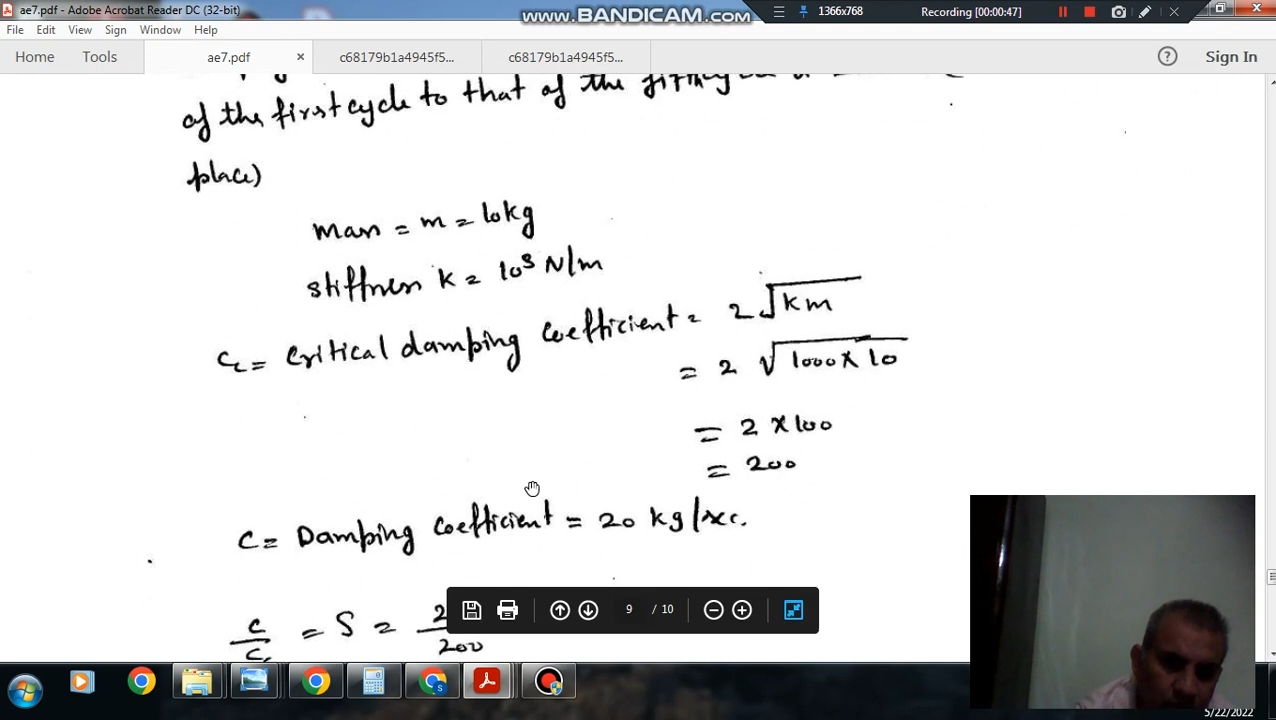 ae7.pdf - Adobe Acrobat Reader DC (32-bit)
www.BANDICAM.com
1366x768
Recording [00:00:47]
File Edit View Sign Window Help
Home Tools ae7.pdf × c68179b1a4945f5... c68179b1a4945f5... Sign In
of the first cycle to that of the
place)
mass = m = 10kg
stiffness k = 10³ N/m
Cc = Critical damping coefficient = 2 √km
= 2 √1000 × 10
= 2 × 100
= 200
C = Damping coefficient = 20 kg/sec.
9 / 10
c/c = S = 2 /200
5/22/2022